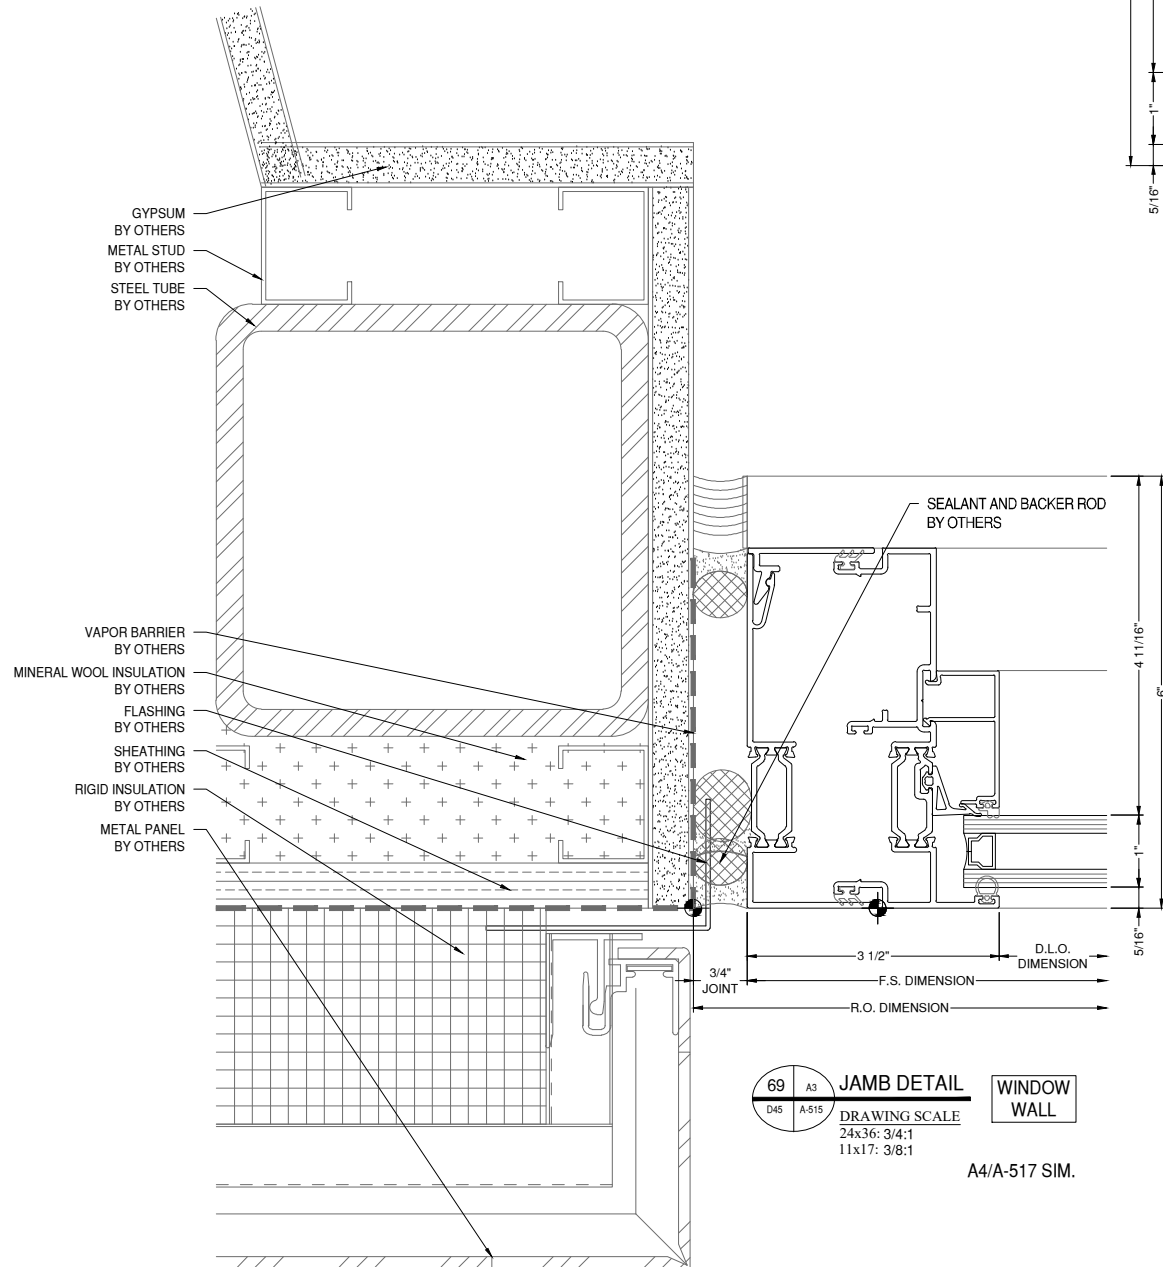 1"
5/16"
GYPSUM
BY OTHERS
METAL STUD
BY OTHERS
STEEL TUBE
BY OTHERS
SEALANT AND BACKER ROD
BY OTHERS
VAPOR BARRIER
BY OTHERS
MINERAL WOOL INSULATION
BY OTHERS
FLASHING
BY OTHERS
SHEATHING
BY OTHERS
RIGID INSULATION
BY OTHERS
METAL PANEL
BY OTHERS
4 11/16"
6"
1"
5/16"
3 1/2"
D.L.O.
DIMENSION
3/4"
JOINT
F.S. DIMENSION
R.O. DIMENSION
69 A3
D45 A-515
JAMB DETAIL
DRAWING SCALE
24x36: 3/4:1
11x17: 3/8:1
WINDOW
WALL
A4/A-517 SIM.